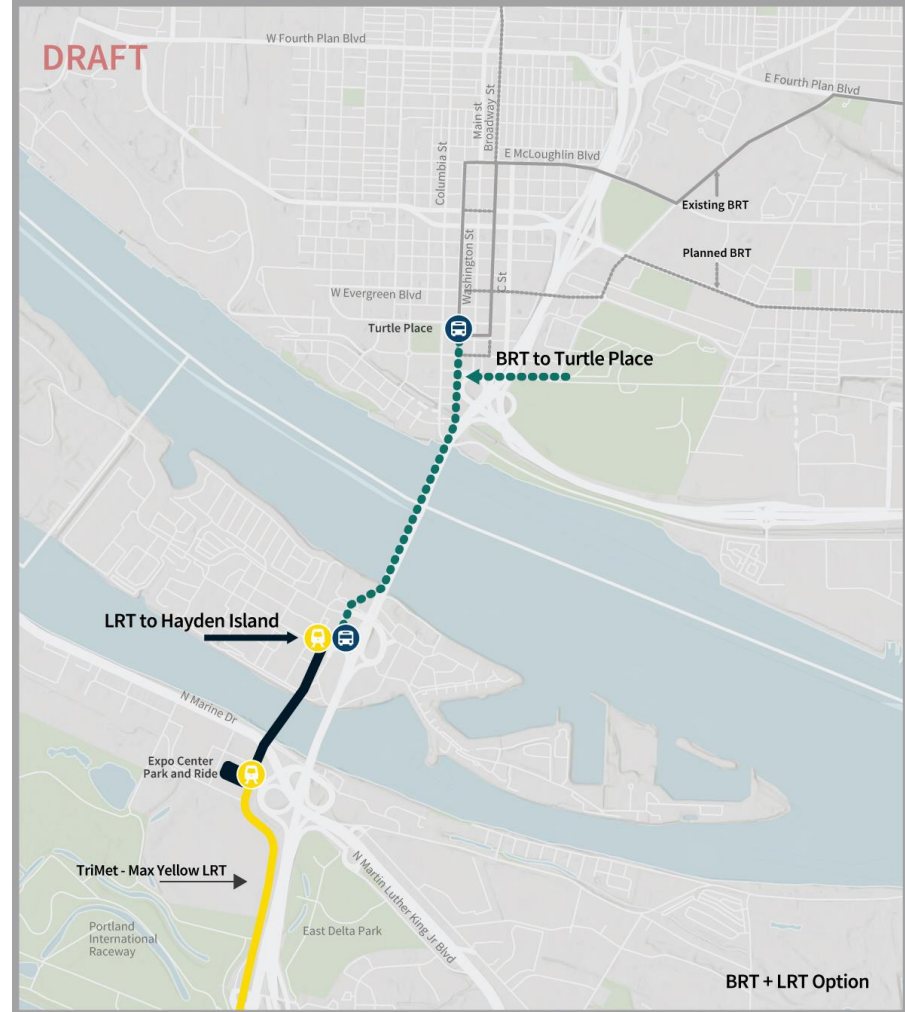 DRAFT
W Fourth Plan Blvd
E Fourth Plan Blvd
Main st
Broadway St
Columbia St
E McLoughlin Blvd
Existing BRT
Planned BRT
Washington St
C St
W Evergreen Blvd
Turtle Place
BRT to Turtle Place
LRT to Hayden Island
N Marine Dr
Expo Center
Park and Ride
TriMet - Max Yellow LRT
N Martin Luther King Jr Blvd
Portland
International
Raceway
East Delta Park
BRT + LRT Option